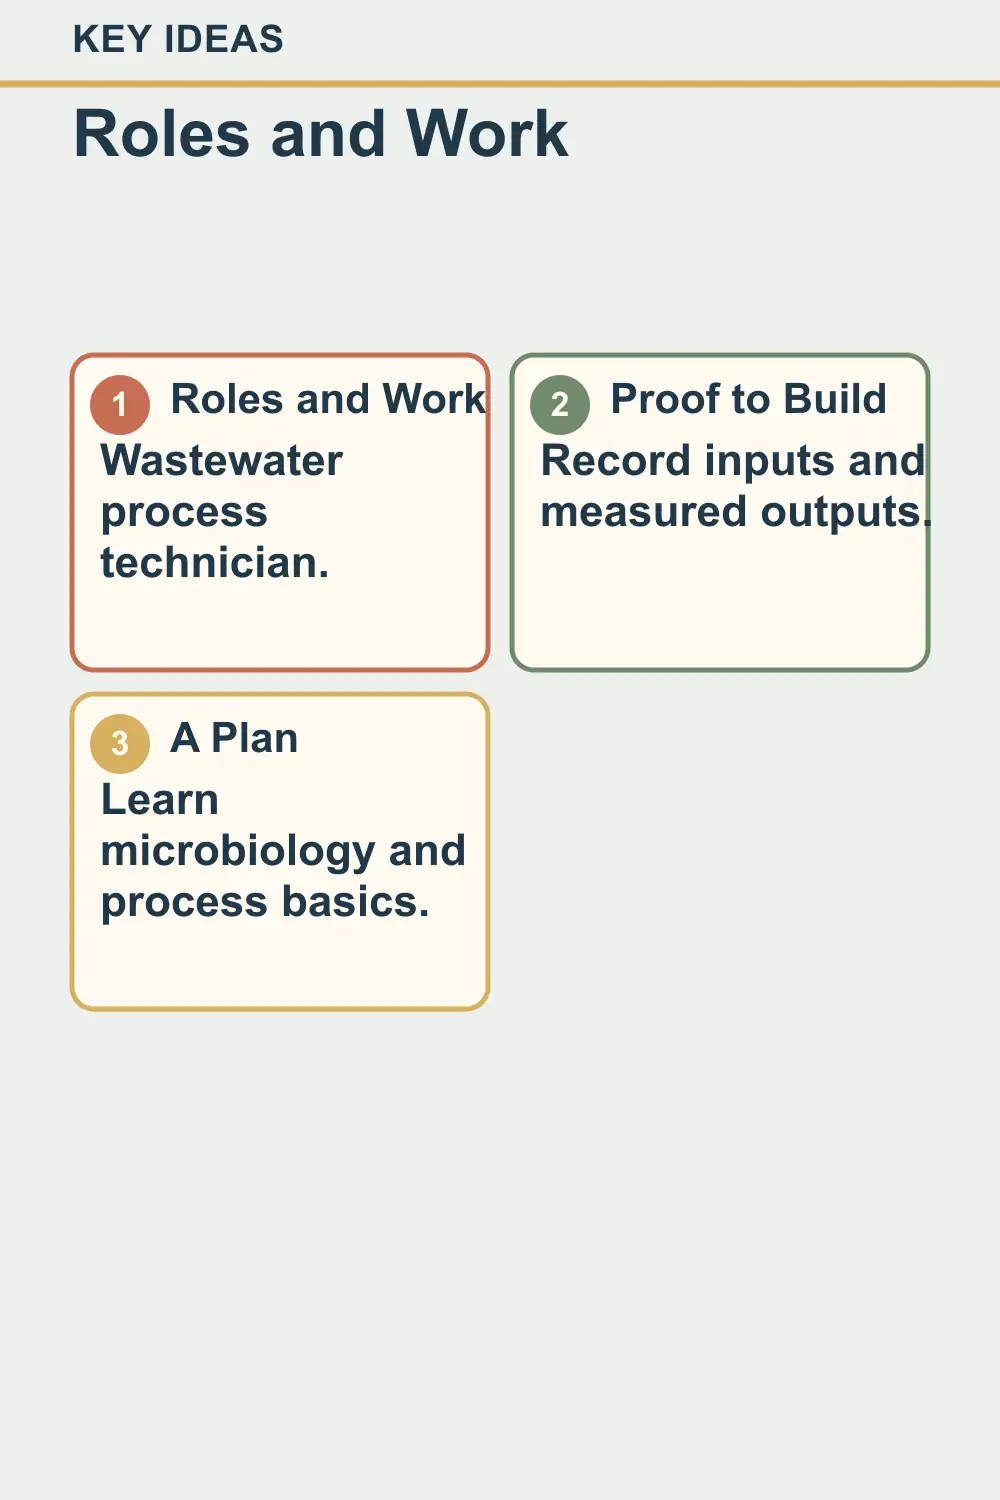 KEY IDEAS
Roles and Work
1 Roles and Work
Wastewater
process
technician.
2 Proof to Build
Record inputs and
measured outputs.
3 A Plan
Learn
microbiology and
process basics.